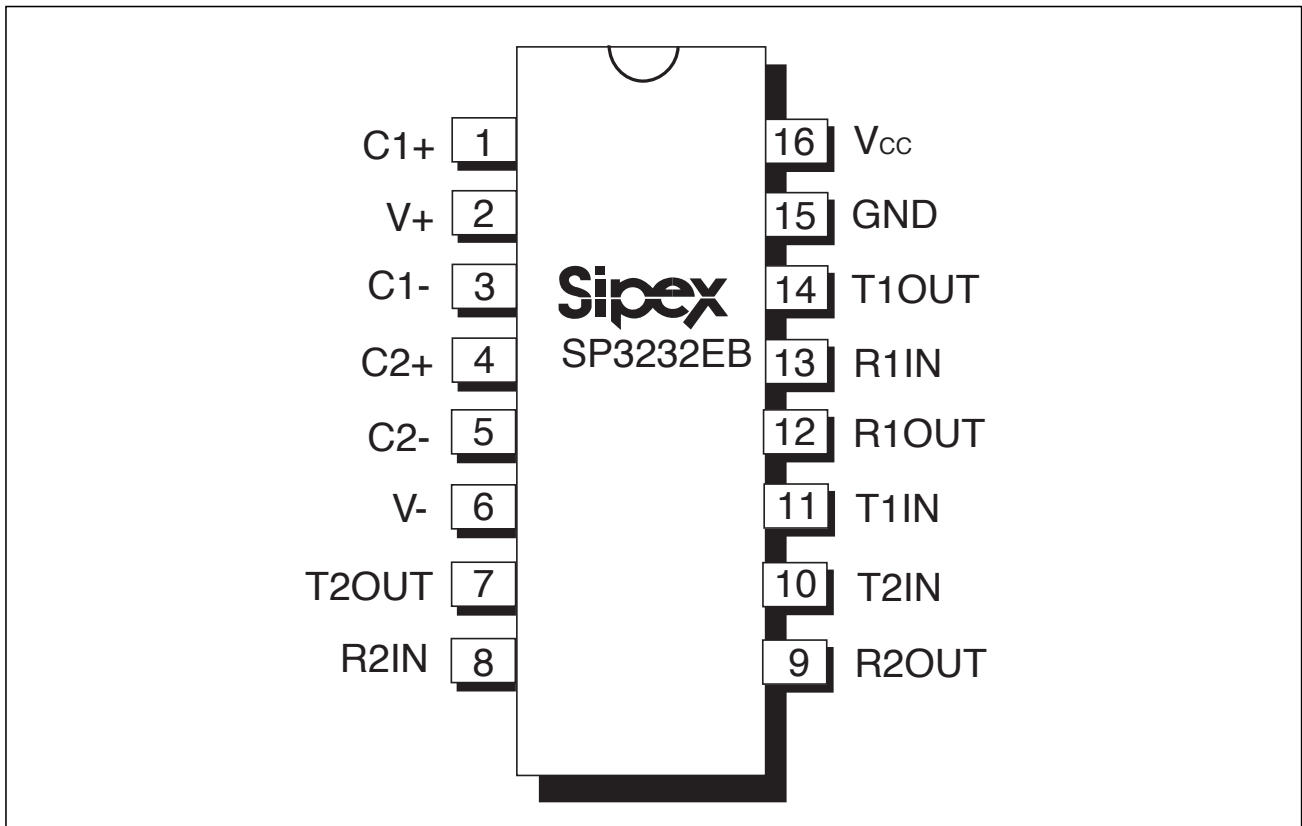 C1+ 1 16 VCC
V+ 2 15 GND
C1- 3 Sipex 14 T1OUT
C2+ 4 SP3232EB 13 R1IN
C2- 5 12 R1OUT
V- 6 11 T1IN
T2OUT 7 10 T2IN
R2IN 8 9 R2OUT